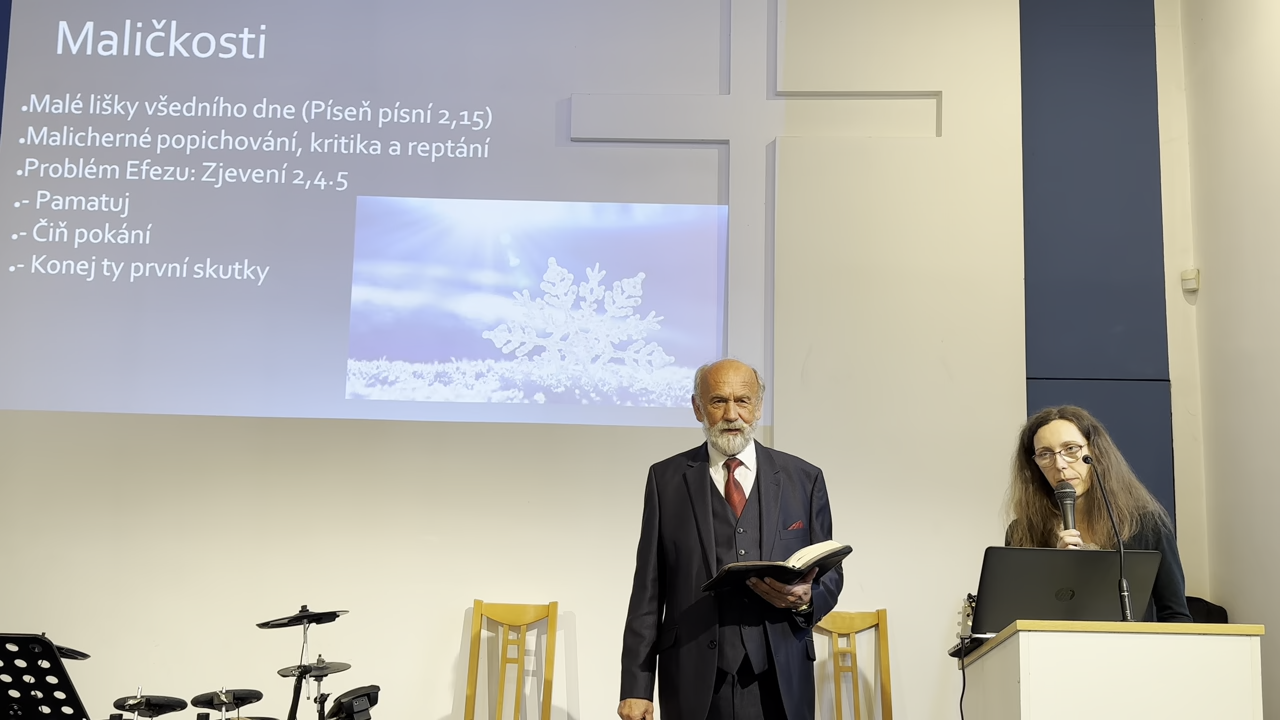 Maličkosti
•Malé lišky všedního dne (Píseň písní 2,15)
•Malicherné popichování, kritika a reptání
•Problém Efezu: Zjevení 2,4.5
•- Pamatuj
•- Čiň pokání
•- Konej ty první skutky
hp